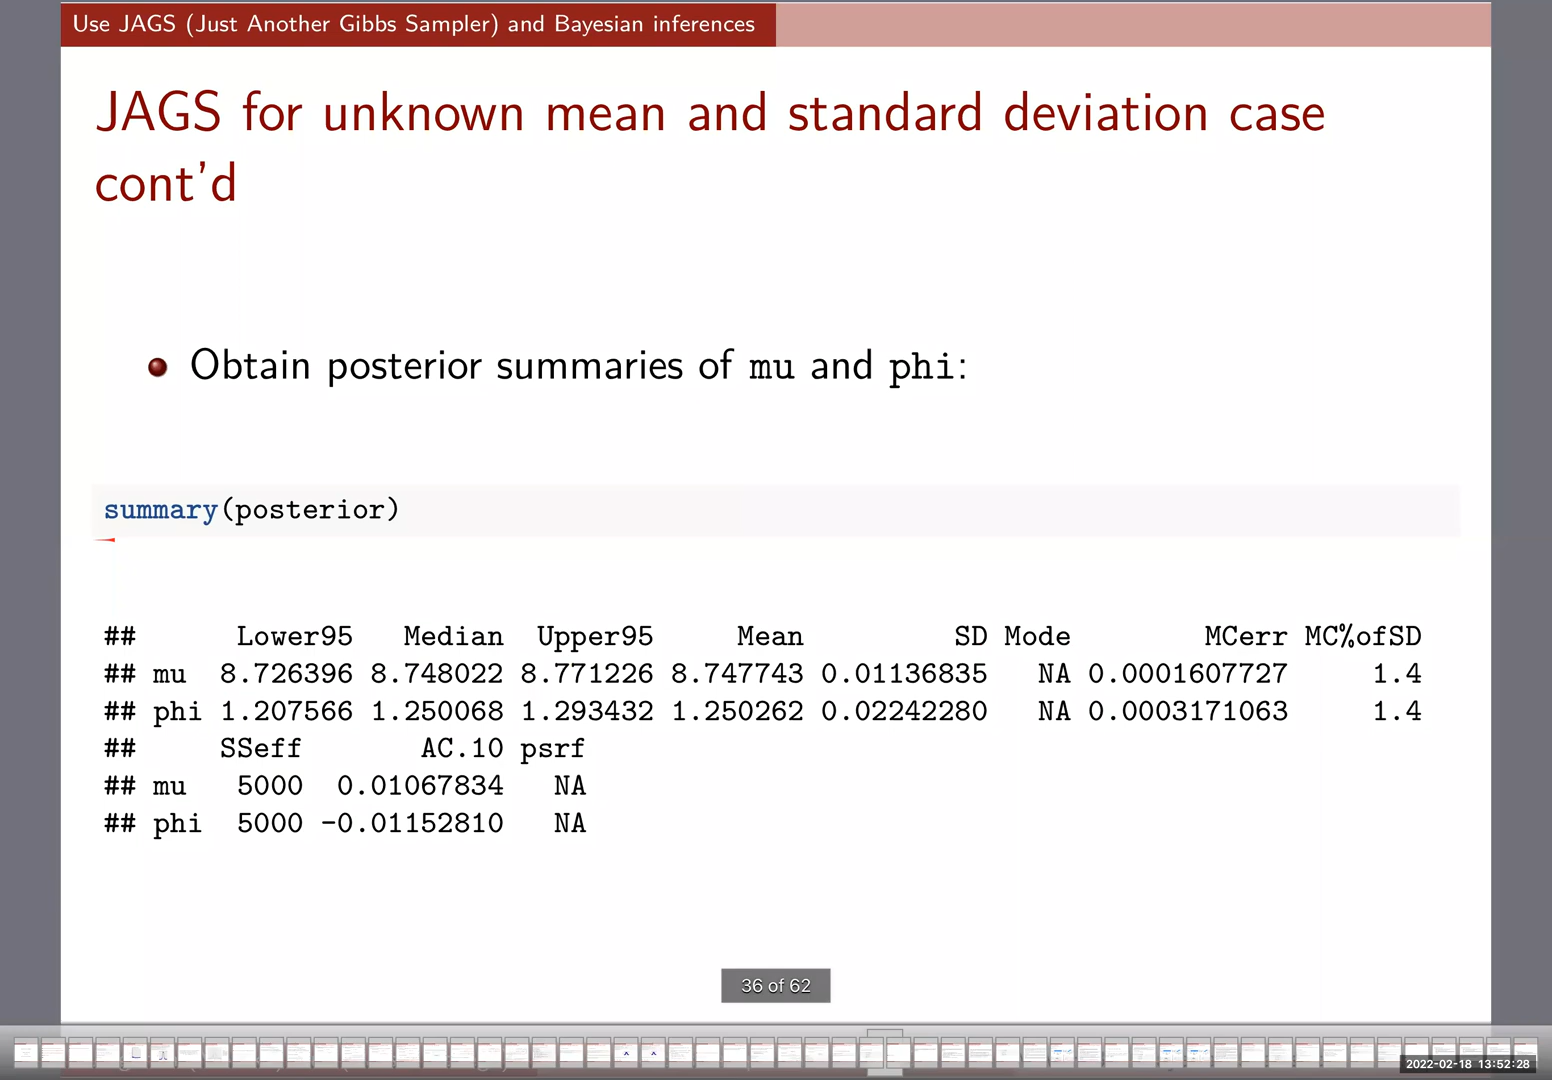 Use JAGS (Just Another Gibbs Sampler) and Bayesian inferences
JAGS for unknown mean and standard deviation case
cont'd
Obtain posterior summaries of mu and phi:
summary(posterior)
##      Lower95   Median  Upper95     Mean         SD Mode        MCerr MC%ofSD
## mu  8.726396 8.748022 8.771226 8.747743 0.01136835   NA 0.0001607727     1.4
## phi 1.207566 1.250068 1.293432 1.250262 0.02242280   NA 0.0003171063     1.4
##     SSeff       AC.10 psrf
## mu   5000  0.01067834   NA
## phi  5000 -0.01152810   NA
36 of 62
2022-02-18 13:52:28